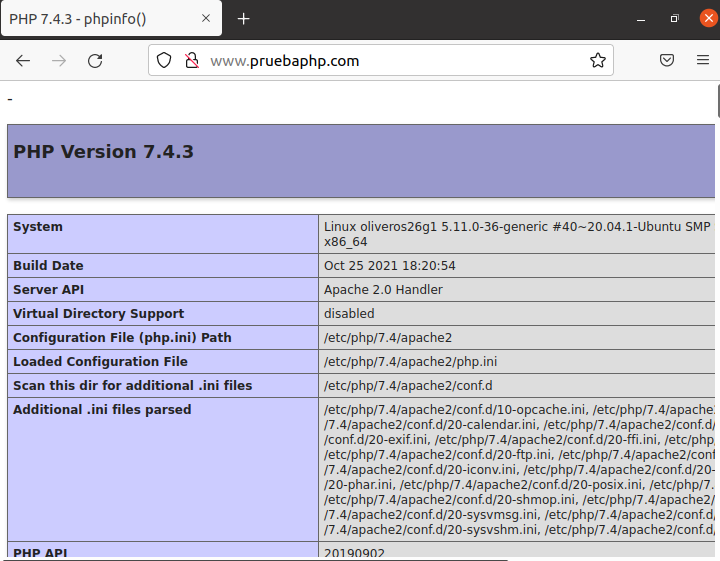 PHP 7.4.3 - phpinfo()
www.pruebaphp.com
-
PHP Version 7.4.3
System
Linux oliveros26g1 5.11.0-36-generic #40~20.04.1-Ubuntu SMP
x86_64
Build Date
Oct 25 2021 18:20:54
Server API
Apache 2.0 Handler
Virtual Directory Support
disabled
Configuration File (php.ini) Path
/etc/php/7.4/apache2
Loaded Configuration File
/etc/php/7.4/apache2/php.ini
Scan this dir for additional .ini files
/etc/php/7.4/apache2/conf.d
Additional .ini files parsed
/etc/php/7.4/apache2/conf.d/10-opcache.ini, /etc/php/7.4/apache2
/7.4/apache2/conf.d/20-calendar.ini, /etc/php/7.4/apache2/conf.d/
/conf.d/20-exif.ini, /etc/php/7.4/apache2/conf.d/20-ffi.ini, /etc/php
/etc/php/7.4/apache2/conf.d/20-ftp.ini, /etc/php/7.4/apache2/conf
/7.4/apache2/conf.d/20-iconv.ini, /etc/php/7.4/apache2/conf.d/20-
/20-phar.ini, /etc/php/7.4/apache2/conf.d/20-posix.ini, /etc/php/7.
/etc/php/7.4/apache2/conf.d/20-shmop.ini, /etc/php/7.4/apache2/
/7.4/apache2/conf.d/20-sysvmsg.ini, /etc/php/7.4/apache2/conf.d/
/7.4/apache2/conf.d/20-sysvshm.ini, /etc/php/7.4/apache2/conf.d/
PHP API
20190902